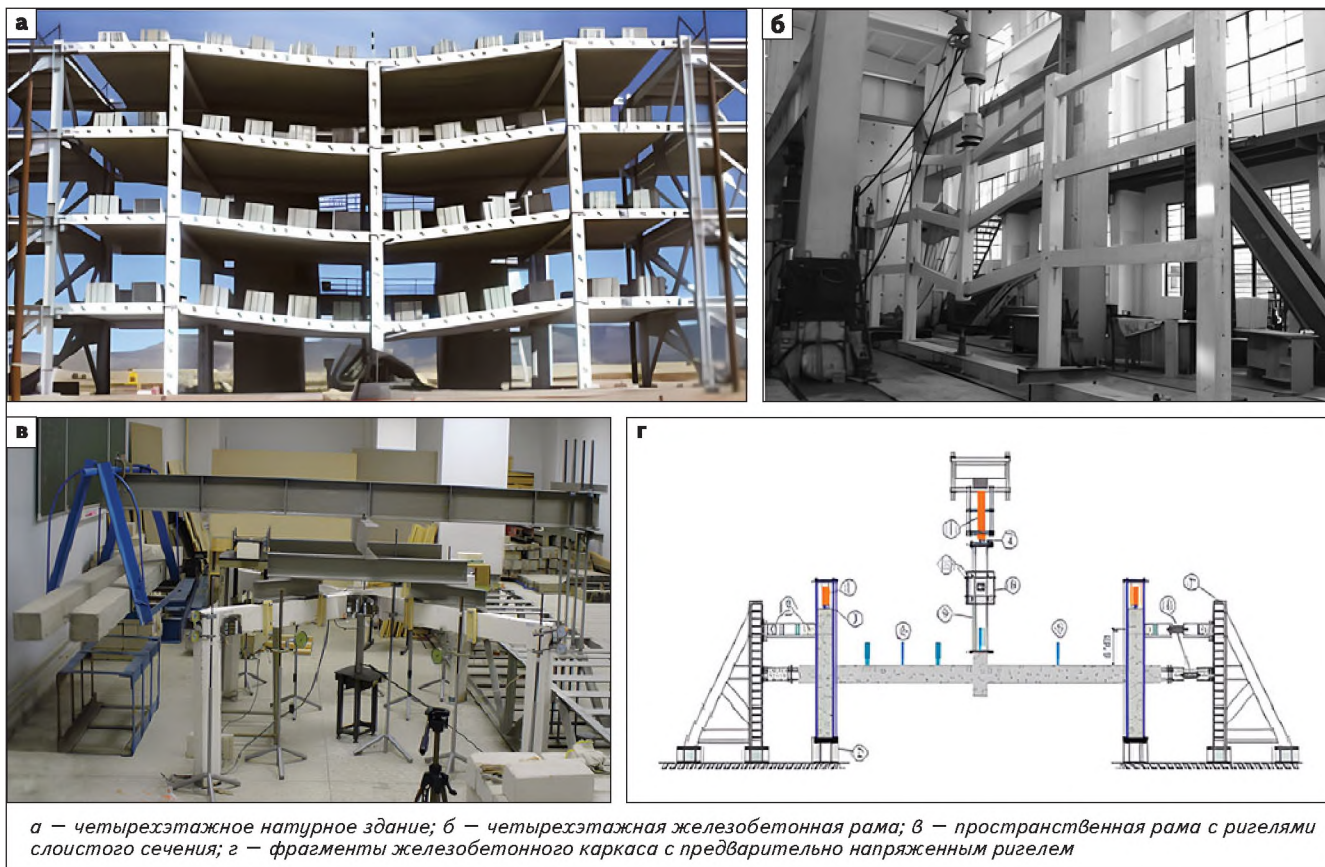 а
б
в
г
а — четырехэтажное натурное здание; б — четырехэтажная железобетонная рама; в — пространственная рама с ригелями
слоистого сечения; г — фрагменты железобетонного каркаса с предварительно напряженным ригелем